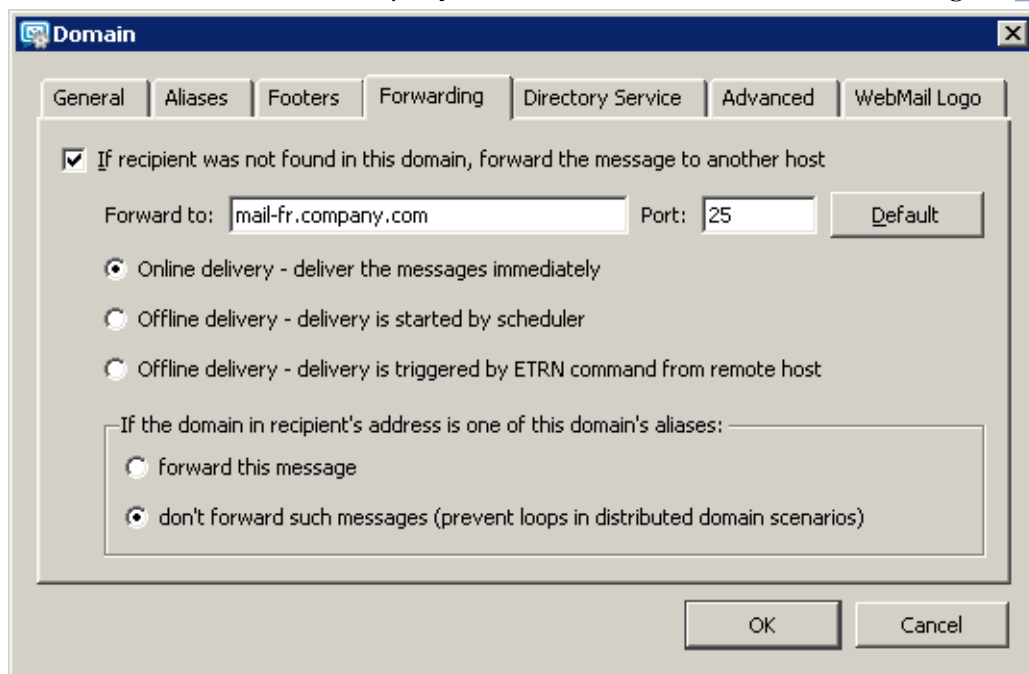 Domain
General Aliases Footers Forwarding Directory Service Advanced WebMail Logo
If recipient was not found in this domain, forward the message to another host
Forward to: mail-fr.company.com Port: 25 Default
Online delivery - deliver the messages immediately
Offline delivery - delivery is started by scheduler
Offline delivery - delivery is triggered by ETRN command from remote host
If the domain in recipient's address is one of this domain's aliases:
forward this message
don't forward such messages (prevent loops in distributed domain scenarios)
OK Cancel